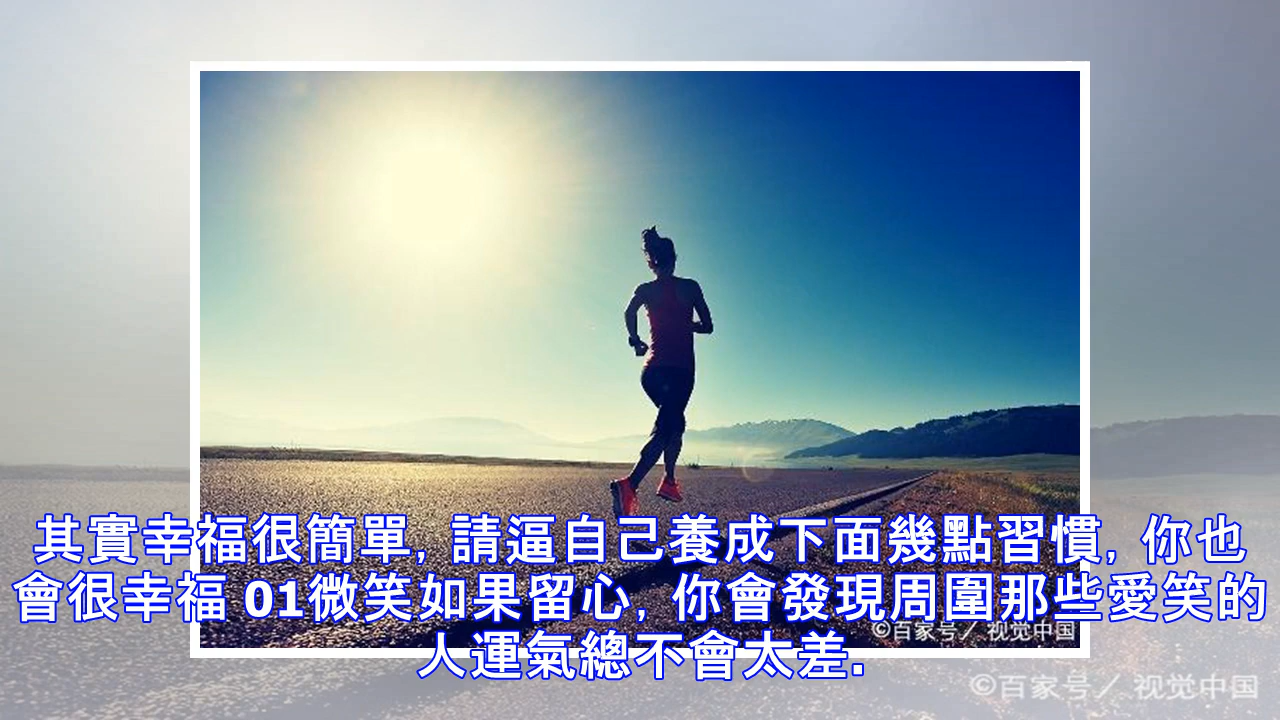 其實幸福很簡單, 請逼自己養成下面幾點習慣, 你也
會很幸福 01微笑如果留心, 你會發現周圍那些愛笑的
©百家号／视觉中国
人運氣總不會太差.
©百家号／视觉中国